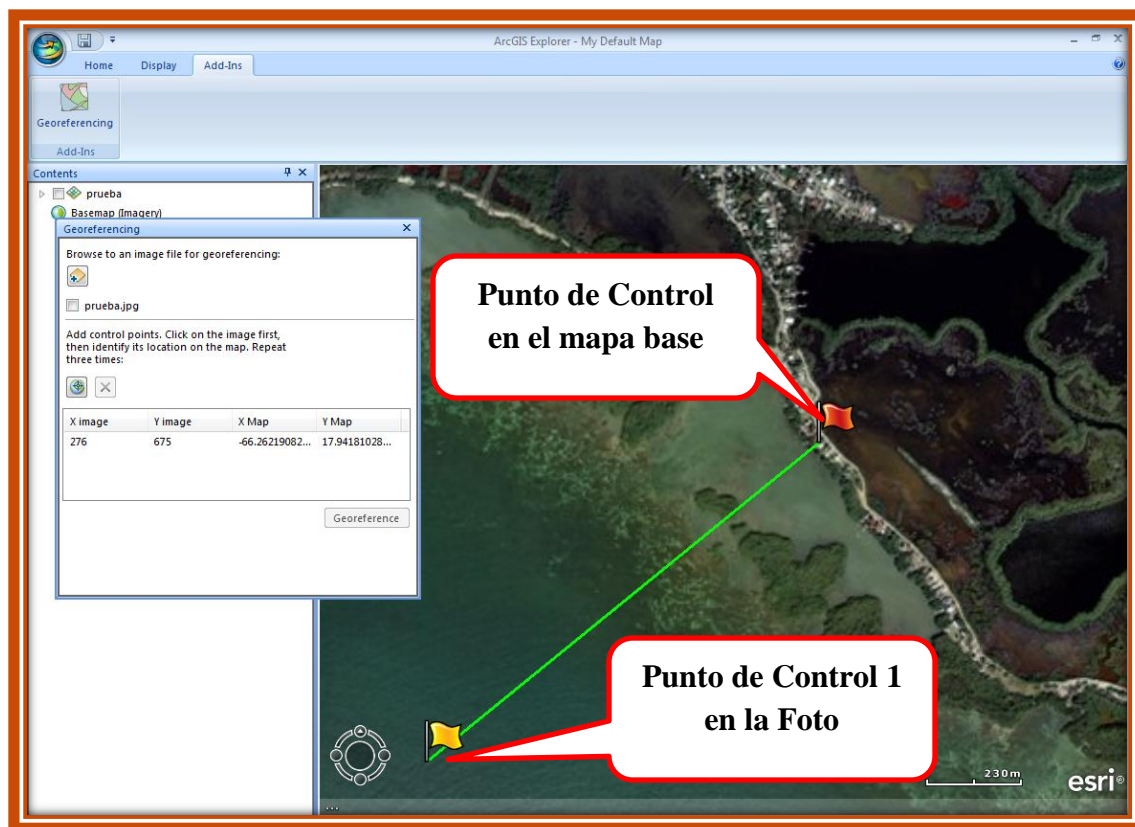 ArcGIS Explorer - My Default Map
Home Display Add-Ins
Georeferencing
Add-Ins
Contents
prueba
Basemap (Imagery)
Georeferencing
Browse to an image file for georeferencing:
prueba.jpg
Add control points. Click on the image first,
then identify its location on the map. Repeat
three times:
X image Y image X Map Y Map
276 675 -66.26219082... 17.94181028...
Georeference
Punto de Control
en el mapa base
Punto de Control 1
en la Foto
230m
esri
...